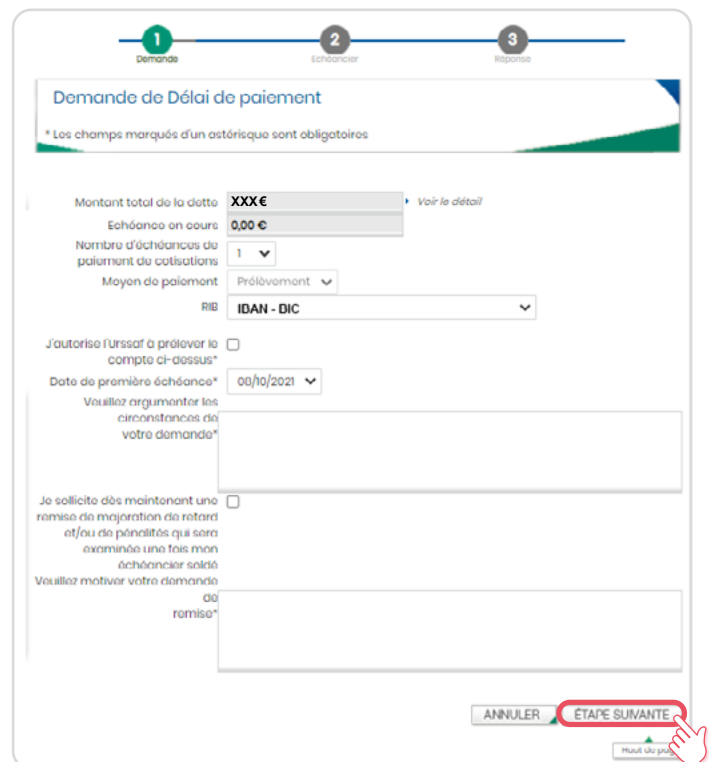 1 2 3
Demande Echéancier Réponse
Demande de Délai de paiement
* Les champs marqués d'un astérisque sont obligatoires
Montant total de la dette XXX€ Voir le détail
Echéance en cours 0,00 €
Nombre d'échéances de
paiement de cotisations 1
Moyen de paiement Prélèvement
RIB IBAN - BIC
J'autorise l'Urssaf à prélever le
compte ci-dessus*
Date de première échéance* 08/10/2021
Veuillez argumenter les
circonstances de
votre demande*
Je sollicite dès maintenant une
remise de majoration de retard
et/ou de pénalités qui sera
examinée une fois mon
échéancier soldé
Veuillez motiver votre demande
de
remise*
ANNULER ÉTAPE SUIVANTE
Haut de